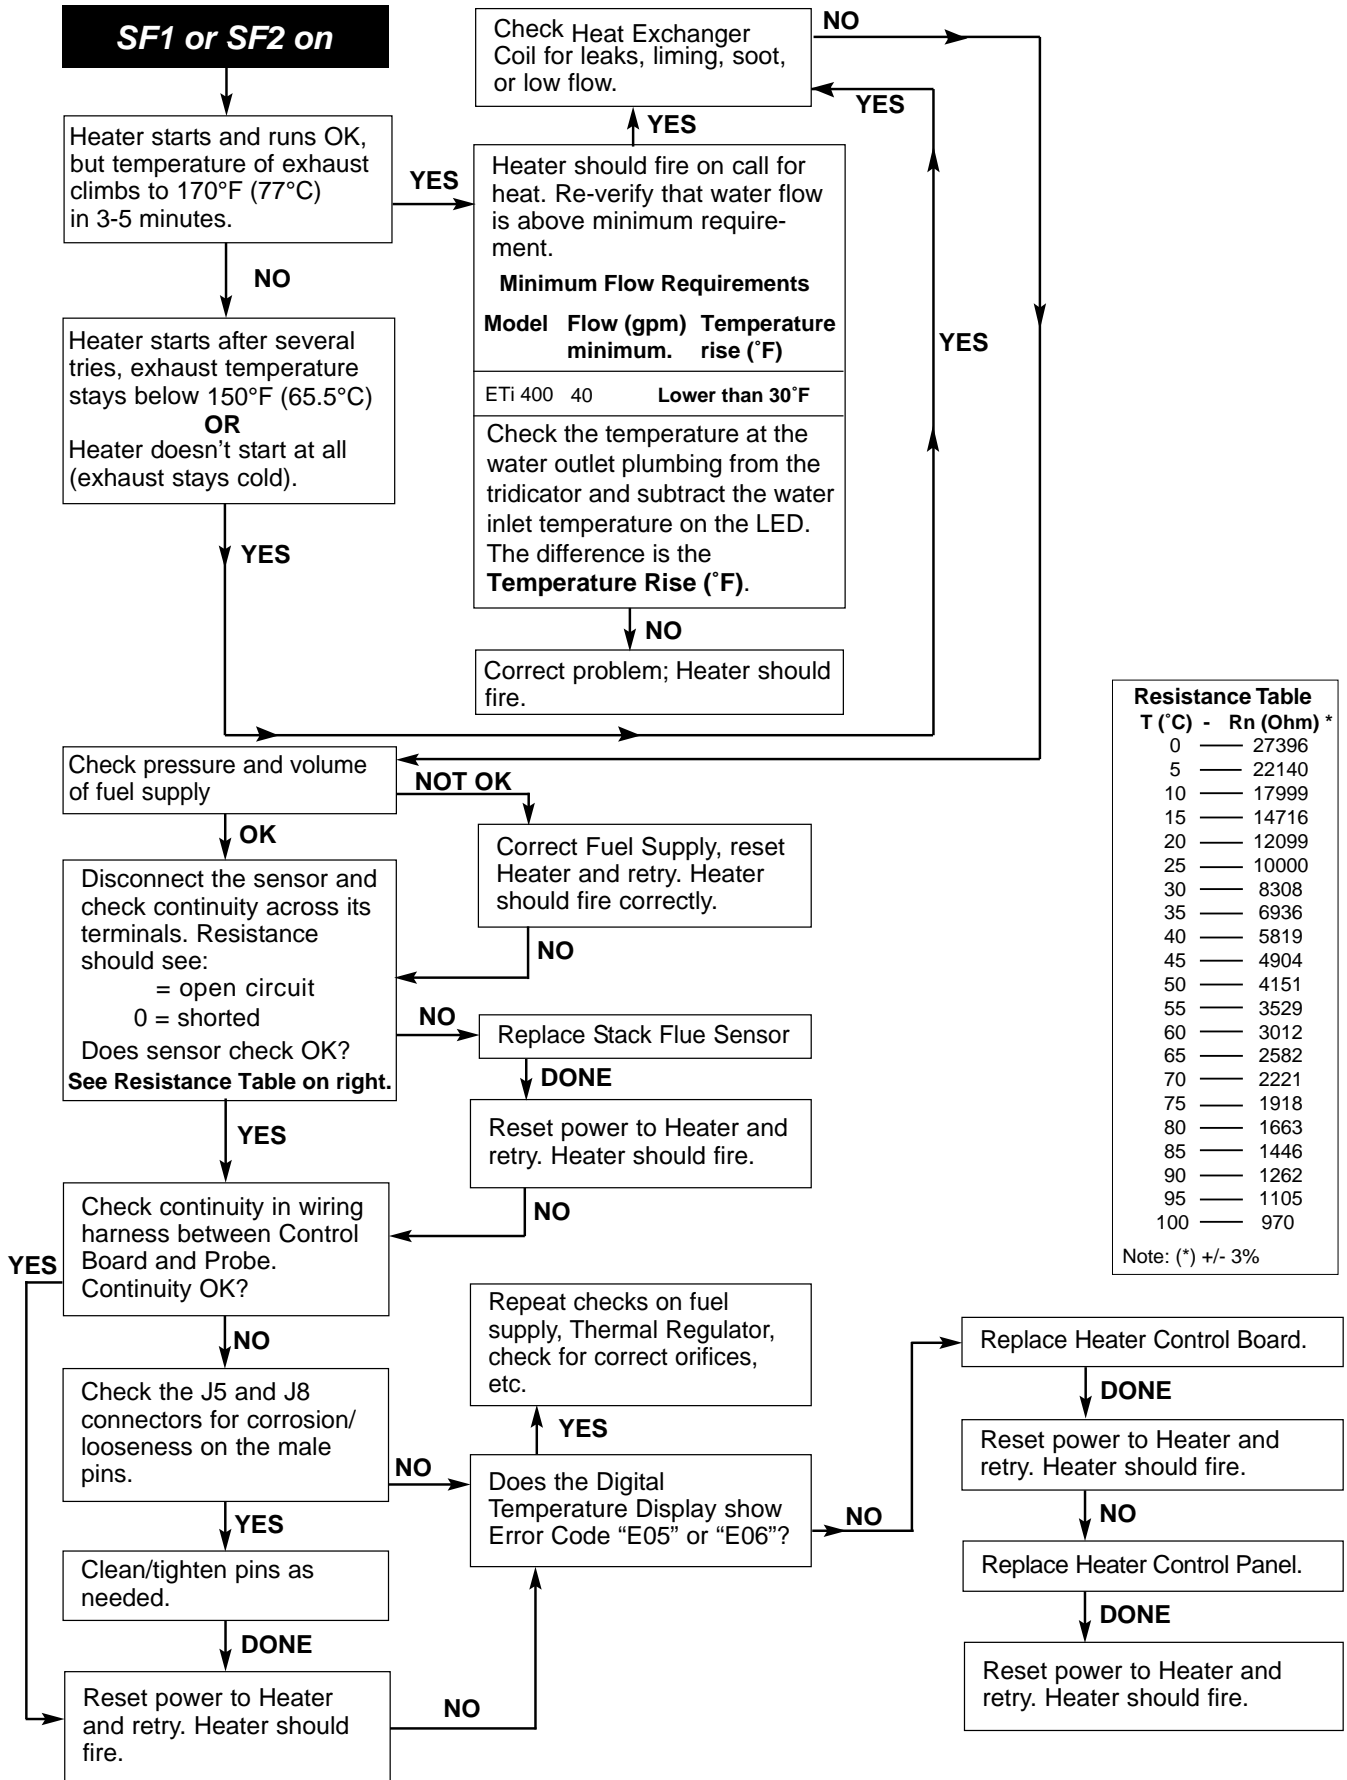 SF1 or SF2 on
Heater starts and runs OK,
but temperature of exhaust
climbs to 170°F (77°C)
in 3-5 minutes.
YES
NO
Heater starts after several
tries, exhaust temperature
stays below 150°F (65.5°C)
OR
Heater doesn't start at all
(exhaust stays cold).
YES
Check Heat Exchanger
Coil for leaks, liming, soot,
or low flow.
NO
YES
YES
Heater should fire on call for
heat. Re-verify that water flow
is above minimum require-
ment.
Minimum Flow Requirements
Model Flow (gpm) Temperature
minimum. rise (˚F)
ETi 400 40 Lower than 30˚F
Check the temperature at the
water outlet plumbing from the
tridicator and subtract the water
inlet temperature on the LED.
The difference is the
Temperature Rise (˚F).
YES
NO
Correct problem; Heater should
fire.
Check pressure and volume
of fuel supply
NOT OK
OK
Correct Fuel Supply, reset
Heater and retry. Heater
should fire correctly.
NO
Disconnect the sensor and
check continuity across its
terminals. Resistance
should see:
= open circuit
0 = shorted
Does sensor check OK?
See Resistance Table on right.
NO
Replace Stack Flue Sensor
DONE
Reset power to Heater and
retry. Heater should fire.
NO
YES
Check continuity in wiring
harness between Control
Board and Probe.
Continuity OK?
YES
NO
Check the J5 and J8
connectors for corrosion/
looseness on the male
pins.
NO
YES
Clean/tighten pins as
needed.
DONE
Reset power to Heater
and retry. Heater should
fire.
NO
Repeat checks on fuel
supply, Thermal Regulator,
check for correct orifices,
etc.
YES
Does the Digital
Temperature Display show
Error Code “E05” or “E06”?
NO
Replace Heater Control Board.
DONE
Reset power to Heater and
retry. Heater should fire.
NO
Replace Heater Control Panel.
DONE
Reset power to Heater and
retry. Heater should fire.
Resistance Table
T (˚C) - Rn (Ohm) *
0 27396
5 22140
10 17999
15 14716
20 12099
25 10000
30 8308
35 6936
40 5819
45 4904
50 4151
55 3529
60 3012
65 2582
70 2221
75 1918
80 1663
85 1446
90 1262
95 1105
100 970
Note: (*) +/- 3%